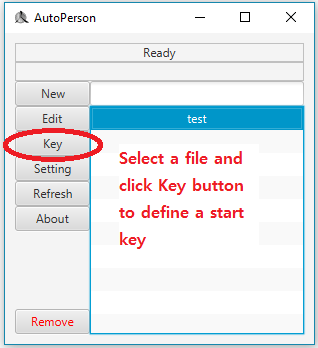 AutoPerson
Ready
New
Edit
test
Key
Setting
Refresh
About
Select a file and
click Key button
to define a start
key
Remove